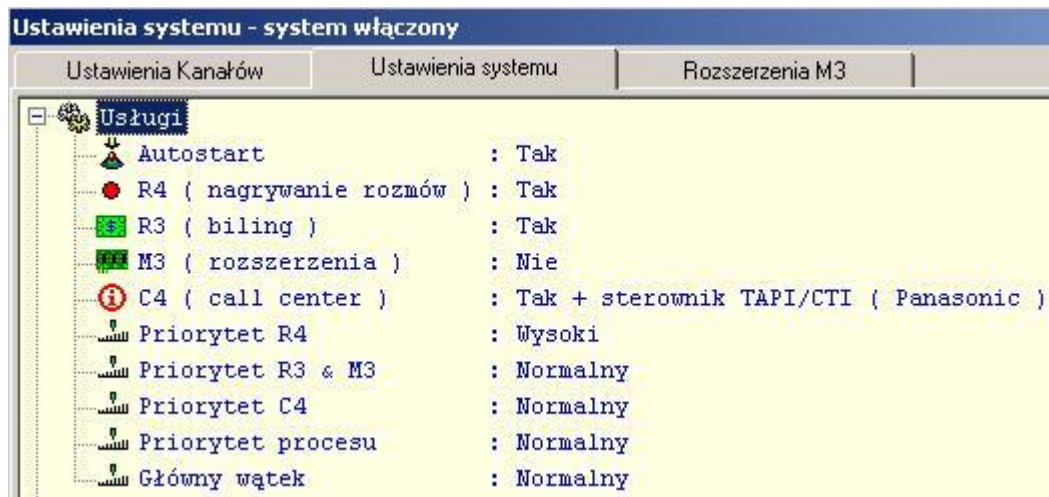 Ustawienia systemu - system włączony
Ustawienia Kanałów Ustawienia systemu Rozszerzenia M3
Usługi
Autostart : Tak
R4 ( nagrywanie rozmów ) : Tak
R3 ( biling ) : Tak
M3 ( rozszerzenia ) : Nie
C4 ( call center ) : Tak + sterownik TAPI/CTI ( Panasonic )
Priorytet R4 : Wysoki
Priorytet R3 & M3 : Normalny
Priorytet C4 : Normalny
Priorytet procesu : Normalny
Główny wątek : Normalny